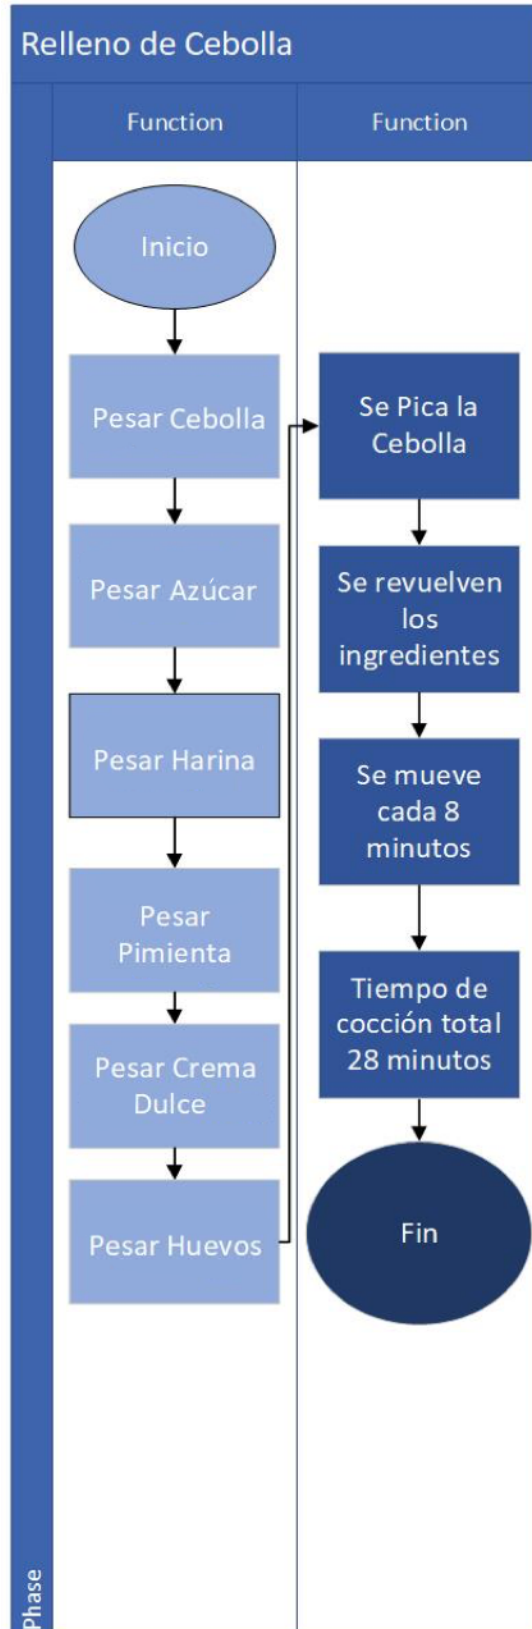 Relleno de Cebolla
Function
Function
Inicio
Pesar Cebolla
Pesar Azúcar
Pesar Harina
Pesar
Pimienta
Pesar Crema
Dulce
Pesar Huevos
Se Pica la
Cebolla
Se revuelven
los
ingredientes
Se mueve
cada 8
minutos
Tiempo de
cocción total
28 minutos
Fin
Phase